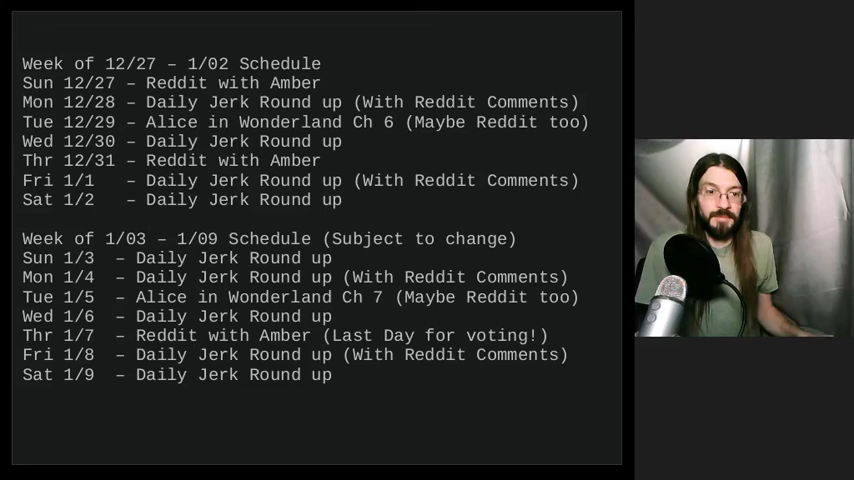 Week of 12/27 – 1/02 Schedule
Sun 12/27 – Reddit with Amber
Mon 12/28 – Daily Jerk Round up (With Reddit Comments)
Tue 12/29 – Alice in Wonderland Ch 6 (Maybe Reddit too)
Wed 12/30 – Daily Jerk Round up
Thr 12/31 – Reddit with Amber
Fri 1/1   – Daily Jerk Round up (With Reddit Comments)
Sat 1/2   – Daily Jerk Round up
Week of 1/03 – 1/09 Schedule (Subject to change)
Sun 1/3  – Daily Jerk Round up
Mon 1/4  – Daily Jerk Round up (With Reddit Comments)
Tue 1/5  – Alice in Wonderland Ch 7 (Maybe Reddit too)
Wed 1/6  – Daily Jerk Round up
Thr 1/7  – Reddit with Amber (Last Day for voting!)
Fri 1/8  – Daily Jerk Round up (With Reddit Comments)
Sat 1/9  – Daily Jerk Round up